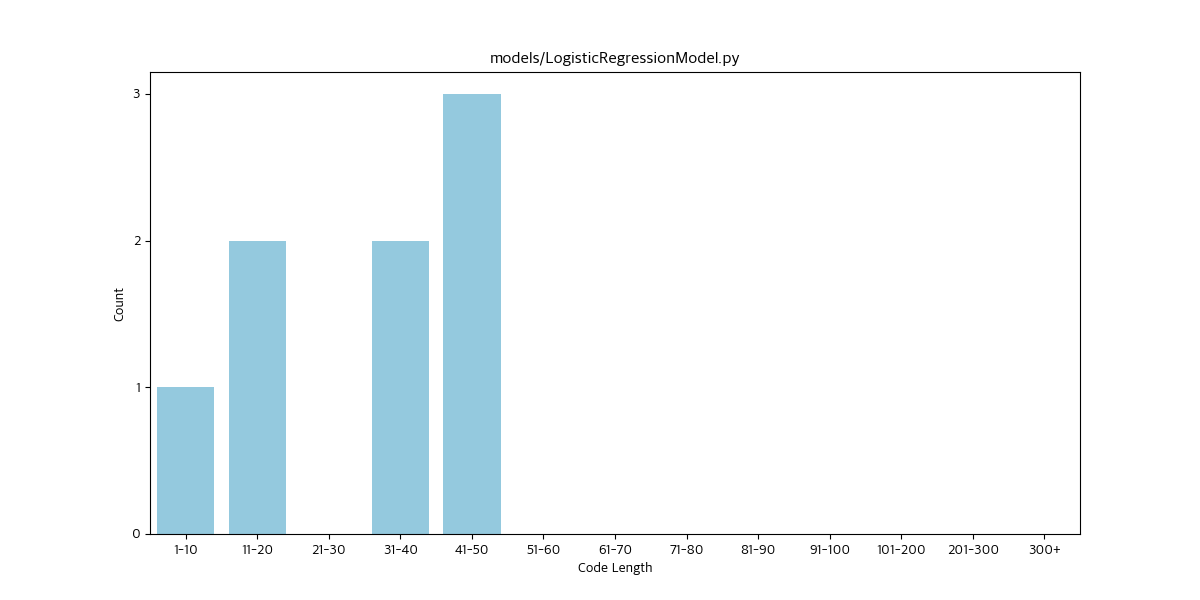 models/LogisticRegressionModel.py
3
2
1
0
Count
1-10 11-20 21-30 31-40 41-50 51-60 61-70 71-80 81-90 91-100 101-200 201-300 300+
Code Length